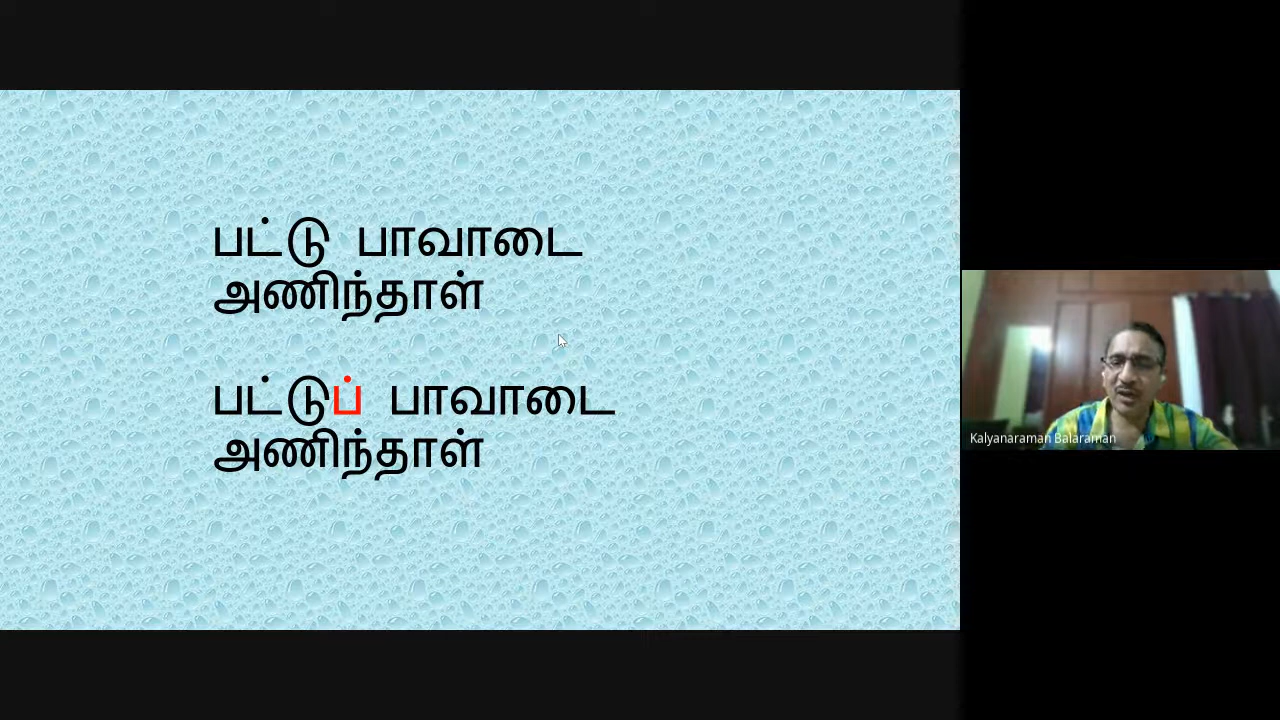 பட்டு பாவாடை
அணிந்தாள்
பட்டுப் பாவாடை
அணிந்தாள்
Kalyanaraman Balaraman